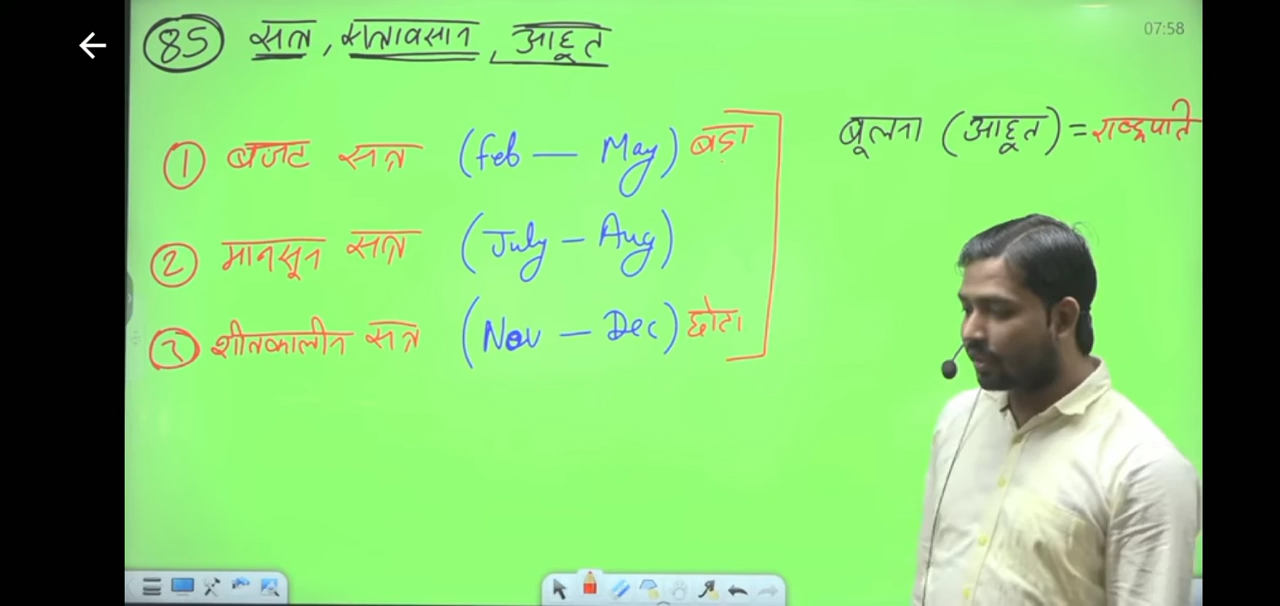 07:58
85 सत्र, सत्रावसान, आहूत
① बजट सत्र (Feb — May) बड़ा
② मानसून सत्र (July — Aug)
③ शीतकालीन सत्र (Nov — Dec) छोटा
बूलना (आहूत) = राष्ट्रपति